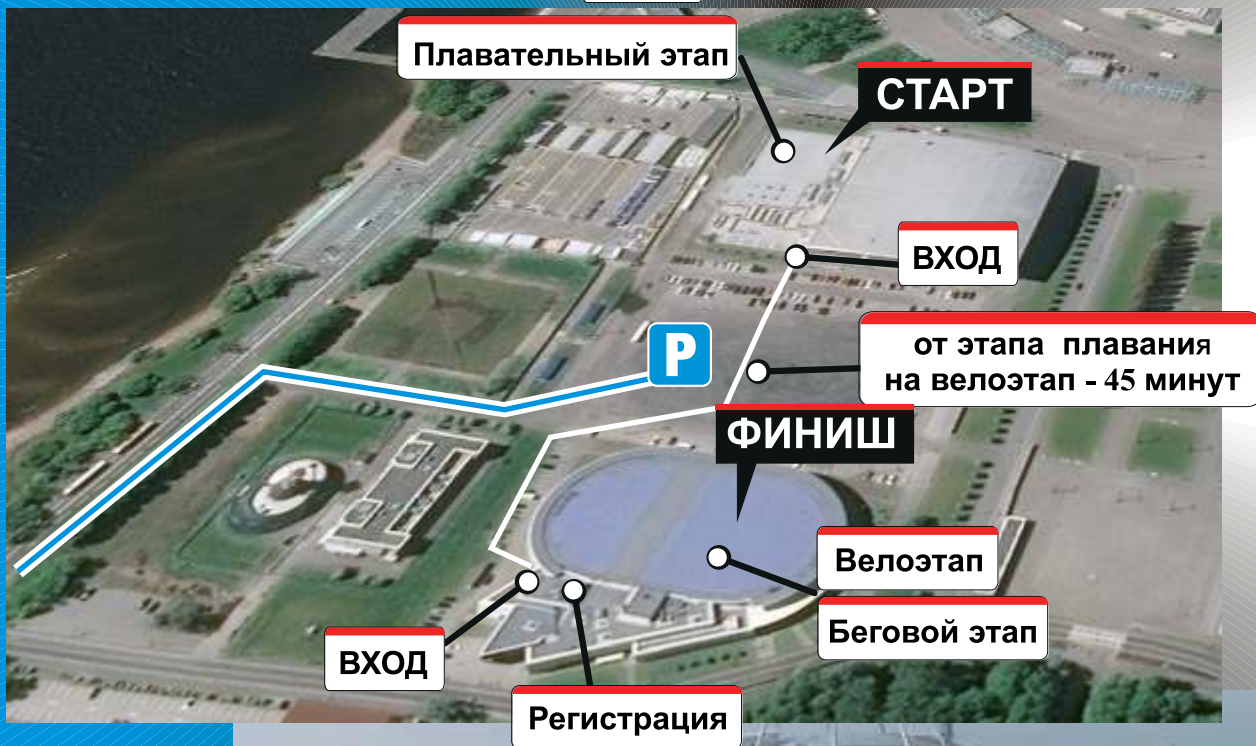 Плавательный этап
СТАРТ
ВХОД
P
от этапа плавания
на велоэтап - 45 минут
ФИНИШ
Велоэтап
Беговой этап
ВХОД
Регистрация